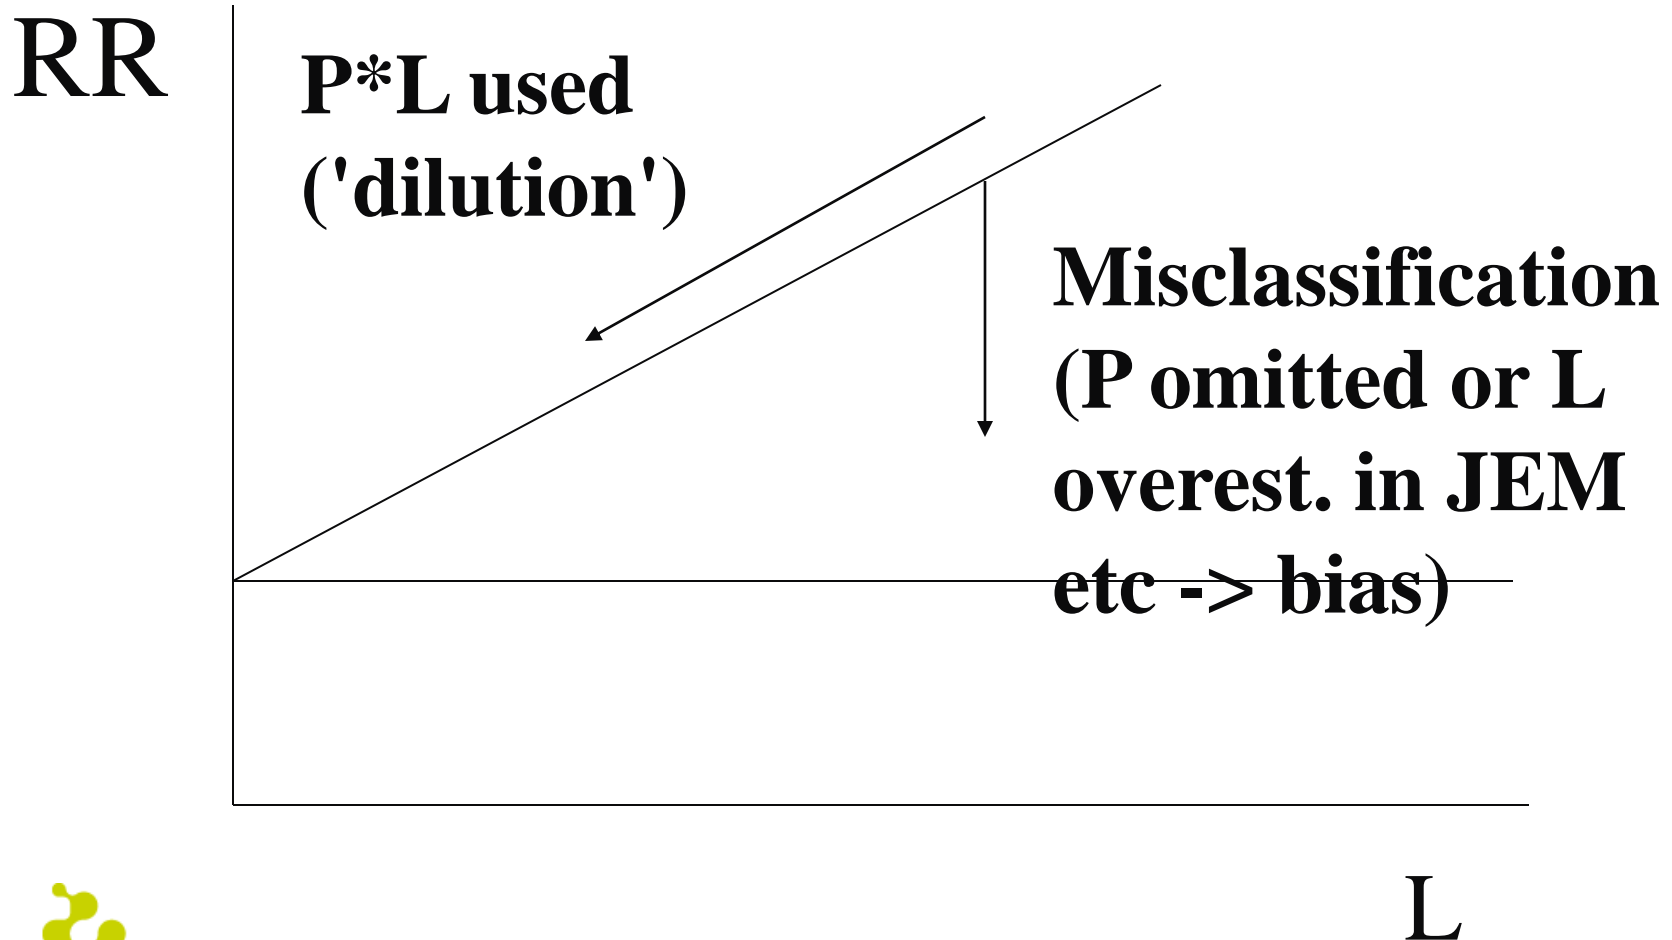 RR
P*L used
('dilution')
Misclassification
(P omitted or L
overest. in JEM
etc -> bias)
L